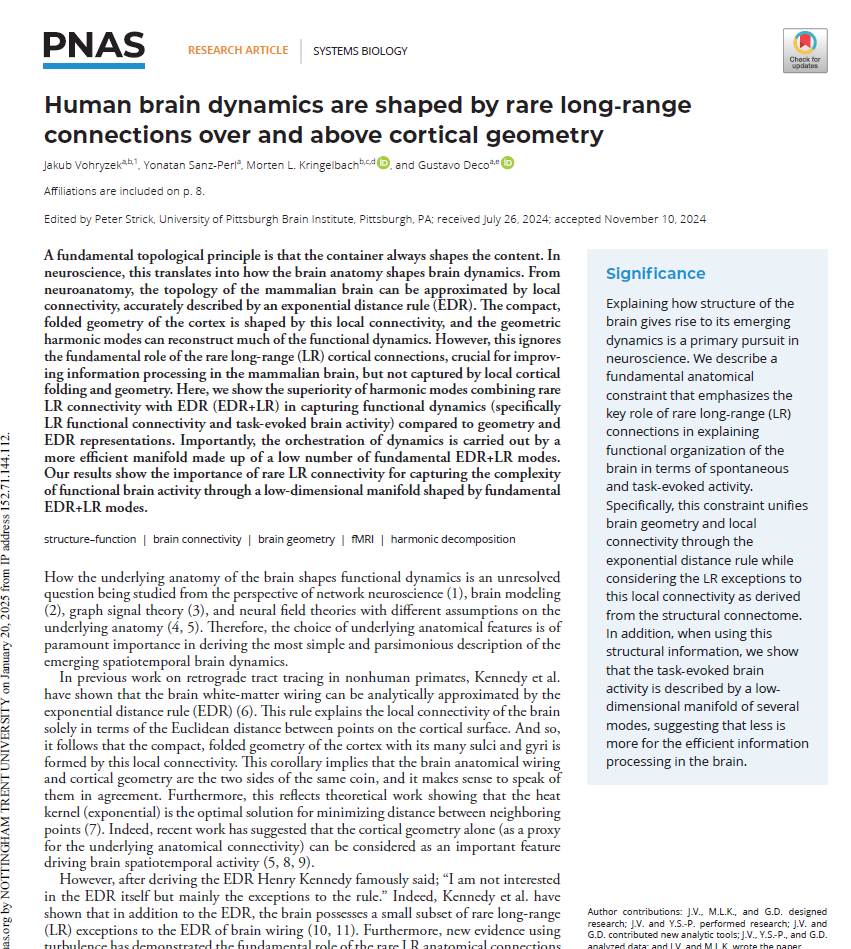 PNAS
RESEARCH ARTICLE | SYSTEMS BIOLOGY
Check for
updates
Human brain dynamics are shaped by rare long-range
connections over and above cortical geometry
Jakub Vohryzeka,b,1, Yonatan Sanz-Perla, Morten L. Kringelbachb,c,d iD, and Gustavo Decoa,e iD
Affiliations are included on p. 8.
Edited by Peter Strick, University of Pittsburgh Brain Institute, Pittsburgh, PA; received July 26, 2024; accepted November 10, 2024
A fundamental topological principle is that the container always shapes the content. In
neuroscience, this translates into how the brain anatomy shapes brain dynamics. From
neuroanatomy, the topology of the mammalian brain can be approximated by local
connectivity, accurately described by an exponential distance rule (EDR). The compact,
folded geometry of the cortex is shaped by this local connectivity, and the geometric
harmonic modes can reconstruct much of the functional dynamics. However, this ignores
the fundamental role of the rare long-range (LR) cortical connections, crucial for improv-
ing information processing in the mammalian brain, but not captured by local cortical
folding and geometry. Here, we show the superiority of harmonic modes combining rare
LR connectivity with EDR (EDR+LR) in capturing functional dynamics (specifically
LR functional connectivity and task-evoked brain activity) compared to geometry and
EDR representations. Importantly, the orchestration of dynamics is carried out by a
more efficient manifold made up of a low number of fundamental EDR+LR modes.
Our results show the importance of rare LR connectivity for capturing the complexity
of functional brain activity through a low-dimensional manifold shaped by fundamental
EDR+LR modes.
structure–function | brain connectivity | brain geometry | fMRI | harmonic decomposition
How the underlying anatomy of the brain shapes functional dynamics is an unresolved
question being studied from the perspective of network neuroscience (1), brain modeling
(2), graph signal theory (3), and neural field theories with different assumptions on the
underlying anatomy (4, 5). Therefore, the choice of underlying anatomical features is of
paramount importance in deriving the most simple and parsimonious description of the
emerging spatiotemporal brain dynamics.
In previous work on retrograde tract tracing in nonhuman primates, Kennedy et al.
have shown that the brain white-matter wiring can be analytically approximated by the
exponential distance rule (EDR) (6). This rule explains the local connectivity of the brain
solely in terms of the Euclidean distance between points on the cortical surface. And so,
it follows that the compact, folded geometry of the cortex with its many sulci and gyri is
formed by this local connectivity. This corollary implies that the brain anatomical wiring
and cortical geometry are the two sides of the same coin, and it makes sense to speak of
them in agreement. Furthermore, this reflects theoretical work showing that the heat
kernel (exponential) is the optimal solution for minimizing distance between neighboring
points (7). Indeed, recent work has suggested that the cortical geometry alone (as a proxy
for the underlying anatomical connectivity) can be considered as an important feature
driving brain spatiotemporal activity (5, 8, 9).
However, after deriving the EDR Henry Kennedy famously said; “I am not interested
in the EDR itself but mainly the exceptions to the rule.” Indeed, Kennedy et al. have
shown that in addition to the EDR, the brain possesses a small subset of rare long-range
(LR) exceptions to the EDR of brain wiring (10, 11). Furthermore, new evidence using
turbulence has demonstrated the fundamental role of the rare LR anatomical connections
Significance
Explaining how structure of the
brain gives rise to its emerging
dynamics is a primary pursuit in
neuroscience. We describe a
fundamental anatomical
constraint that emphasizes the
key role of rare long-range (LR)
connections in explaining
functional organization of the
brain in terms of spontaneous
and task-evoked activity.
Specifically, this constraint unifies
brain geometry and local
connectivity through the
exponential distance rule while
considering the LR exceptions to
this local connectivity as derived
from the structural connectome.
In addition, when using this
structural information, we show
that the task-evoked brain
activity is described by a low-
dimensional manifold of several
modes, suggesting that less is
more for the efficient information
processing in the brain.
Author contributions: J.V., M.L.K., and G.D. designed
research; J.V. and Y.S.-P. performed research; J.V. and
G.D. contributed new analytic tools; J.V., Y.S.-P., and G.D.
analyzed data; and J.V. and M.L.K. wrote the paper.
nas.org by NOTTINGHAM TRENT UNIVERSITY on January 20, 2025 from IP address 152.71.144.112.